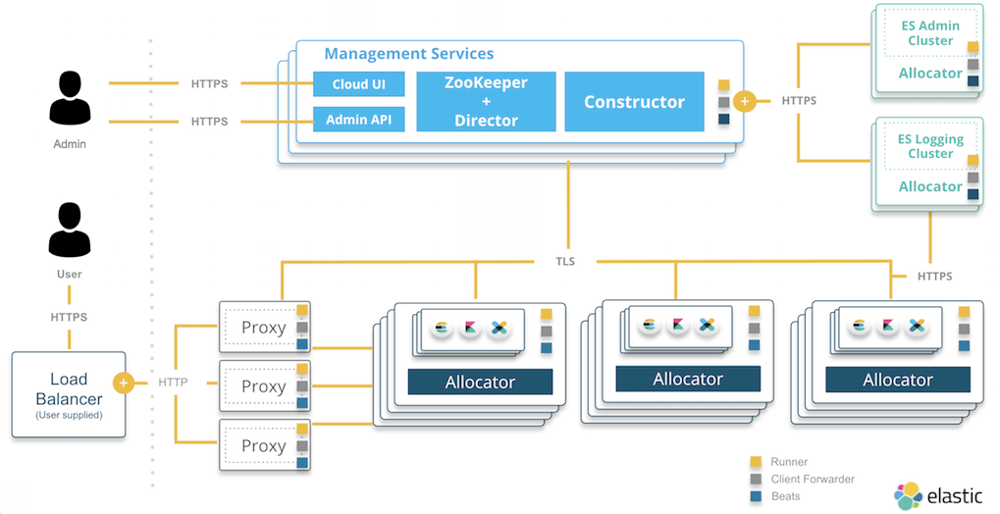 Management Services
Cloud UI
Admin API
ZooKeeper
+
Director
Constructor
+
HTTPS
HTTPS
Admin
HTTPS
ES Admin
Cluster
Allocator
ES Logging
Cluster
Allocator
User
HTTPS
TLS
HTTPS
Load
Balancer
(User supplied)
+
HTTP
Proxy
Proxy
Proxy
Allocator
Allocator
Allocator
Runner
Client Forwarder
Beats
elastic